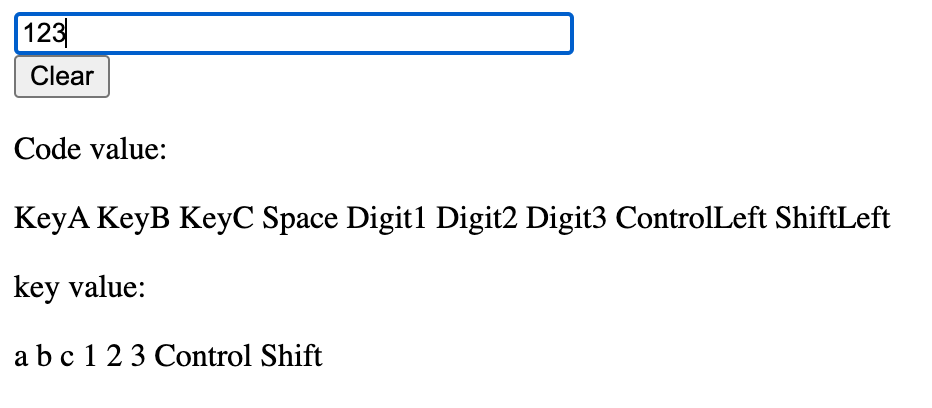 123
Clear
Code value:
KeyA KeyB KeyC Space Digit1 Digit2 Digit3 ControlLeft ShiftLeft
key value:
a b c 1 2 3 Control Shift